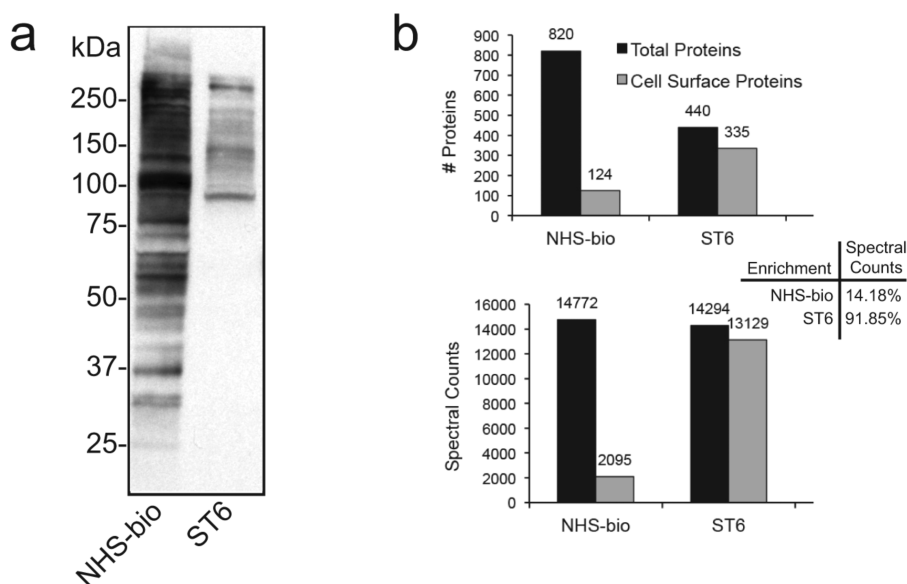 a
kDa
250-
150-
100-
75-
50-
37-
25-
NHS-bio
ST6
b
900
800
700
600
500
400
300
200
100
0
# Proteins
820
124
440
335
Total Proteins
Cell Surface Proteins
NHS-bio
ST6
Enrichment Spectral Counts
NHS-bio 14.18%
ST6 91.85%
16000
14000
12000
10000
8000
6000
4000
2000
0
Spectral Counts
14772
2095
14294
13129
NHS-bio
ST6